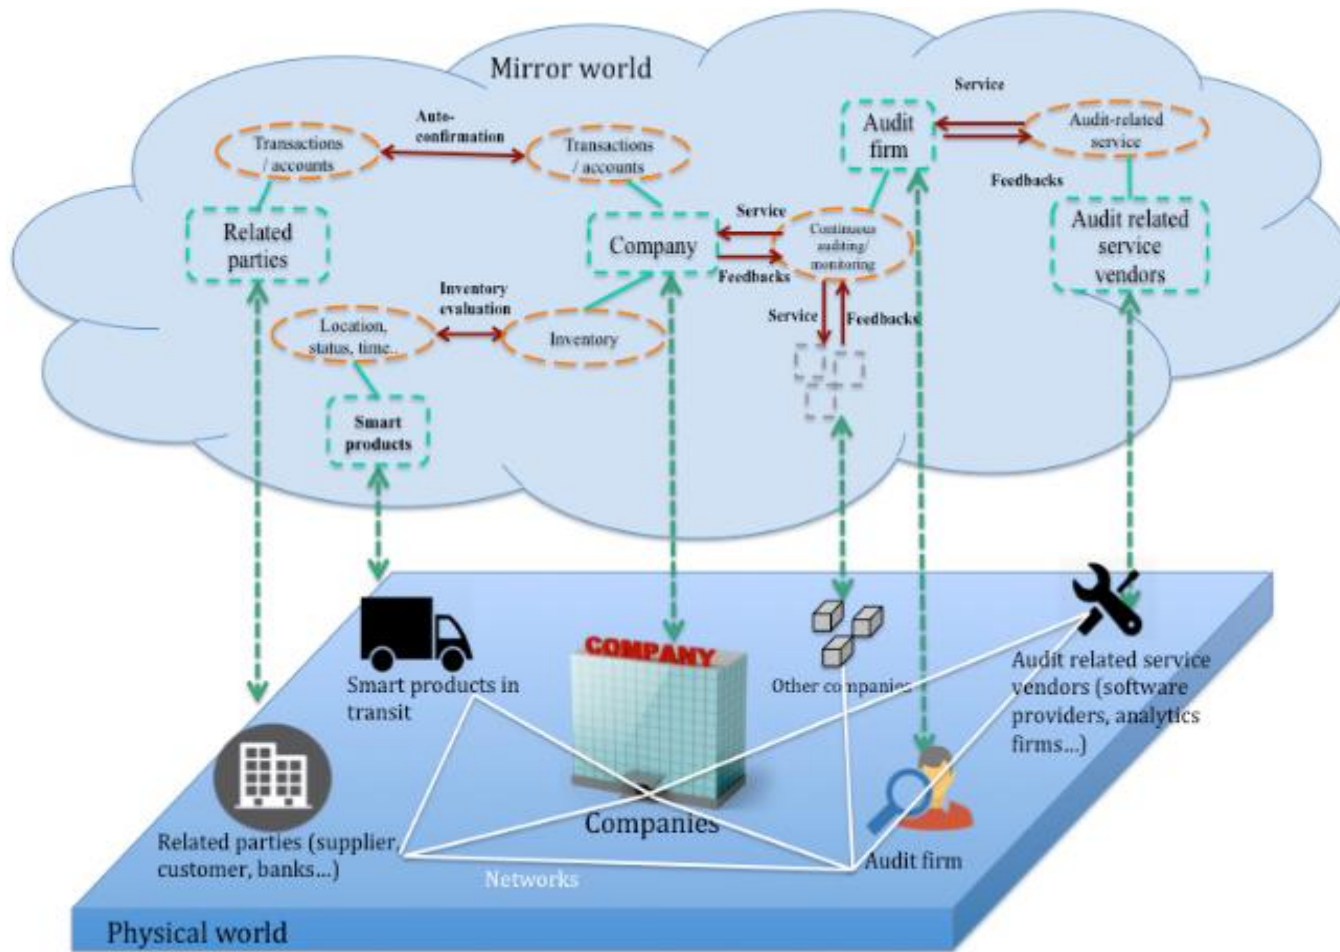 Mirror world
Service
Auto-
confirmation
Transactions
/ accounts
Transactions
/ accounts
Audit
firm
Audit-related
service
Feedbacks
Related
parties
Company
Service
Feedbacks
Continuous
auditing/
monitoring
Audit related
service
vendors
Inventory
evaluation
Location,
status, time..
Inventory
Service
Feedbacks
Smart
products
COMPANY
Smart products in
transit
Other companies
Audit related service
vendors (software
providers, analytics
firms...)
Companies
Related parties (supplier,
customer, banks...)
Audit firm
Networks
Physical world